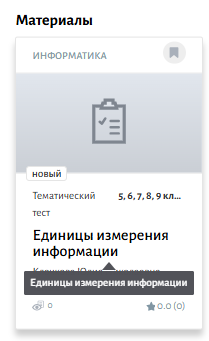 Материалы
ИНФОРМАТИКА
новый
Тематический 5, 6, 7, 8, 9 кл...
тест
Единицы измерения
информации
Единицы измерения информации
0 0.0 (0)